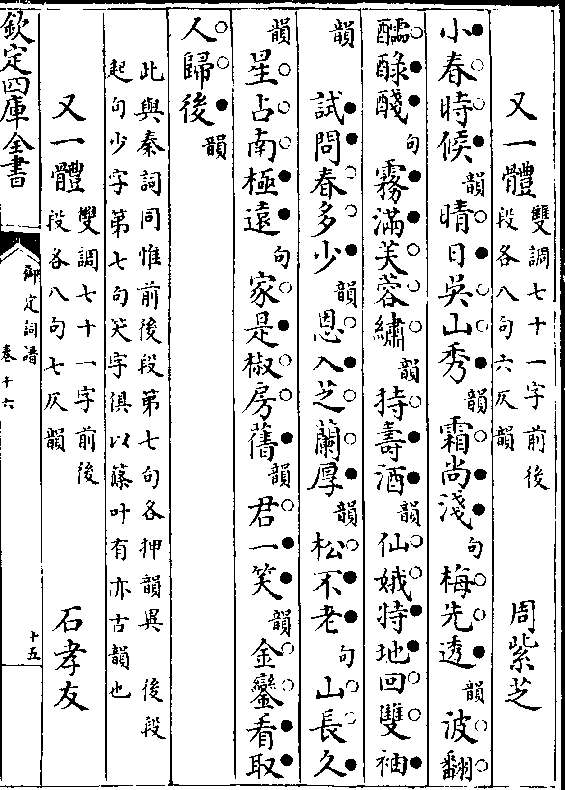 又一體 雙調七十一字前後
段各八句六仄韻 周紫芝
小春時候韻晴日吳山秀韻霜尚淺句梅先透韻波翻
醹醁醆句霧滿芙蓉繡韻持壽酒韻仙娥特地回雙袖
韻 試問春多少韻恩入芝蘭厚韻松不老句山長久
韻星占南極遠句家是椒房舊韻君一笑韻金鑾看取
人歸後韻
此與秦詞同惟前後段第七句各押韻異 後段
起句少字第七句笑字俱以篠叶有亦古韻也
又一體 雙調七十一字前後
段各八句七仄韻 石孝友
欽定四庫全書
御定詞譜
卷十六
十五